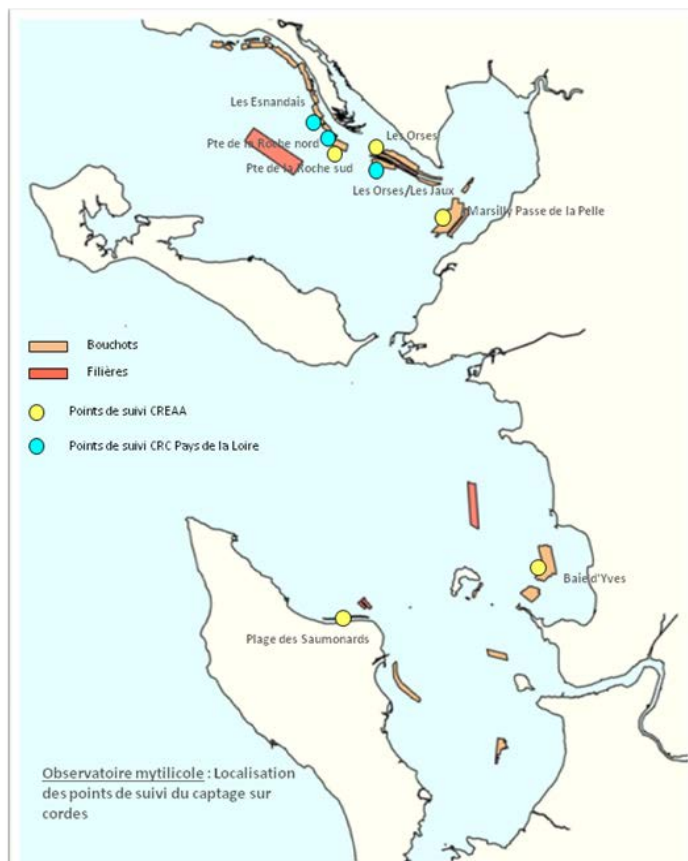 Les Esnandais
Pte de la Roche nord
Les Orses
Pte de la Roche sud
Les Orses/Les Jaux
Marsilly Passe de la Pelle
Bouchots
Filières
Points de suivi CREAA
Points de suivi CRC Pays de la Loire
Baie d'Yves
Plage des Saumonards
Observatoire mytilicole : Localisation
des points de suivi du captage sur
cordes